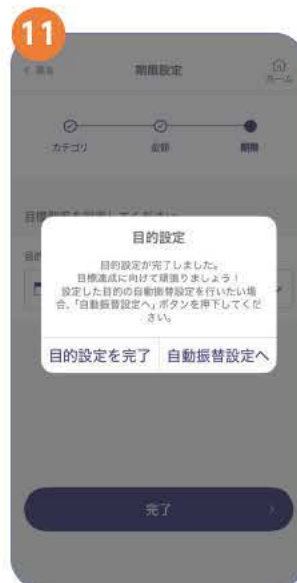 11
戻る
期限設定
ホーム
カテゴリ
金額
期限
目的設定
目的設定が完了しました。
目標達成に向けて頑張りましょう！
設定した目的の自動振替設定を行いたい場
合、「自動振替設定へ」ボタンを押下してくだ
さい。
目的設定を完了
自動振替設定へ
完了